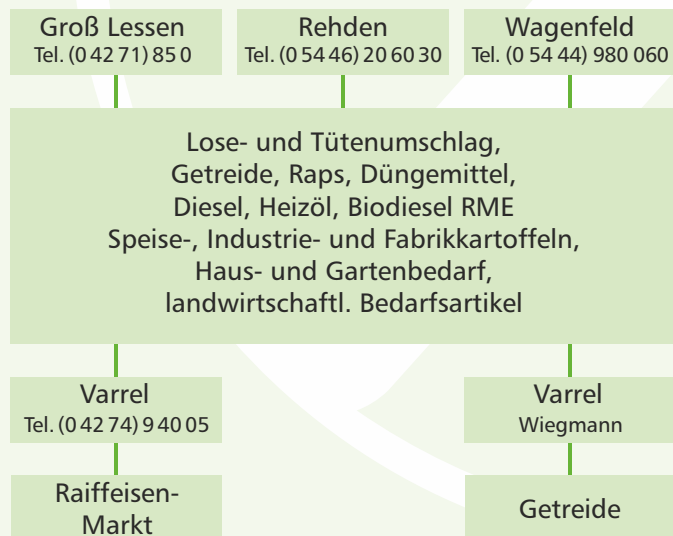 Groß Lessen
Tel. (0 42 71) 85 0
Rehden
Tel. (0 54 46) 20 60 30
Wagenfeld
Tel. (0 54 44) 980 060
Lose- und Tütenumschlag,
Getreide, Raps, Düngemittel,
Diesel, Heizöl, Biodiesel RME
Speise-, Industrie- und Fabrikkartoffeln,
Haus- und Gartenbedarf,
landwirtschaftl. Bedarfsartikel
Varrel
Tel. (0 42 74) 9 40 05
Varrel
Wiegmann
Raiffeisen-
Markt
Getreide